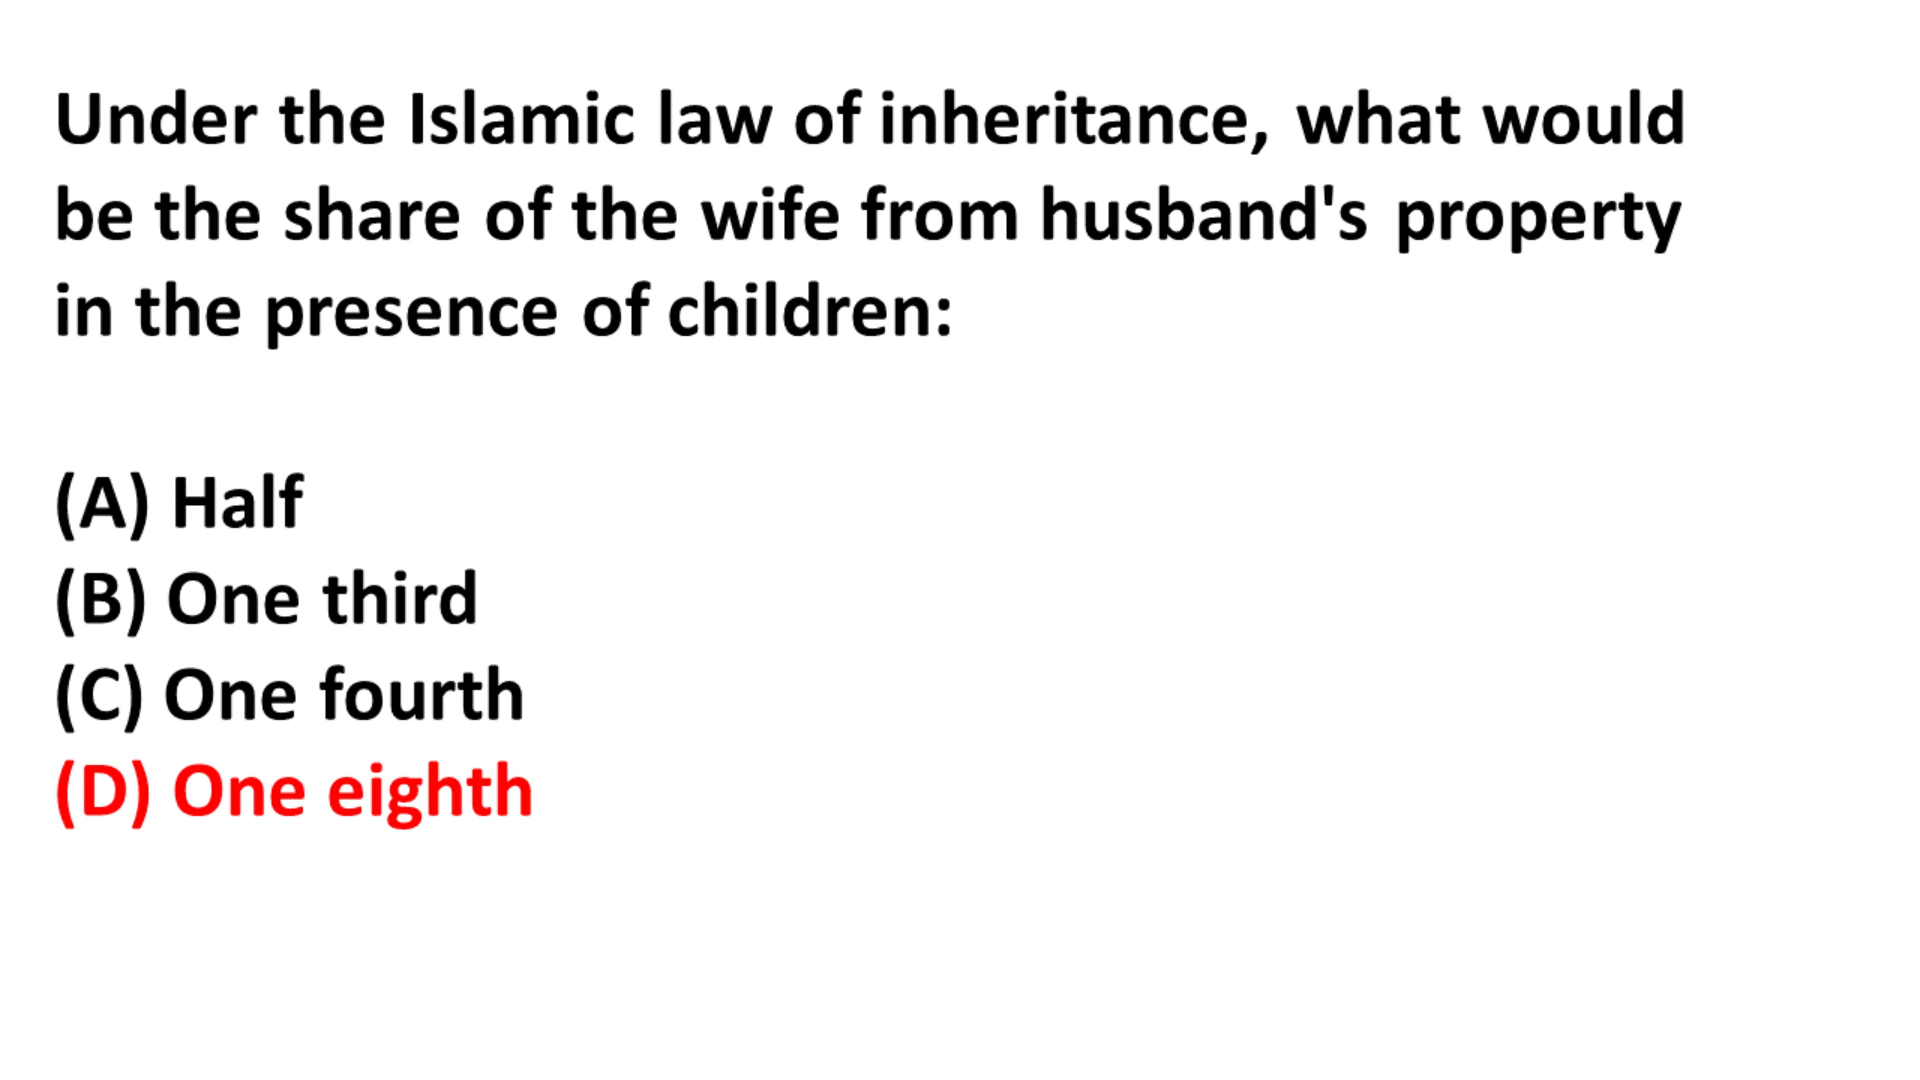 Under the Islamic law of inheritance, what would
be the share of the wife from husband's property
in the presence of children:
(A) Half
(B) One third
(C) One fourth
(D) One eighth